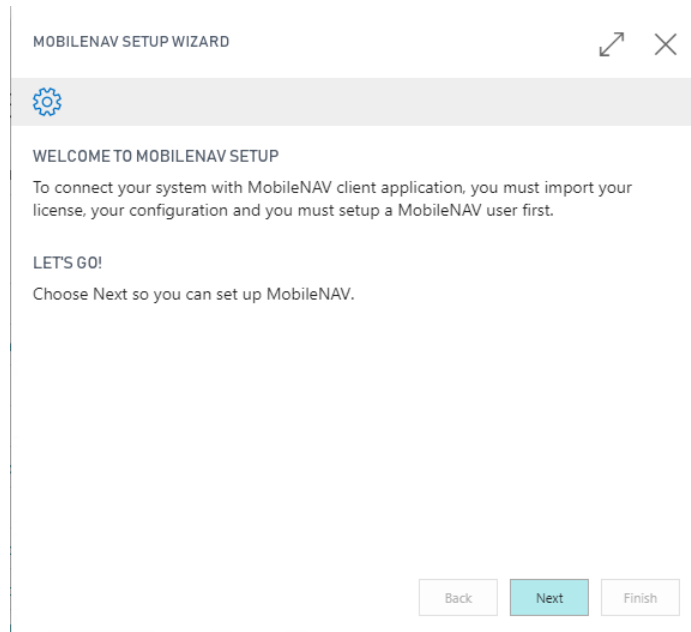 MOBILENAV SETUP WIZARD
WELCOME TO MOBILENAV SETUP
To connect your system with MobileNAV client application, you must import your
license, your configuration and you must setup a MobileNAV user first.
LET'S GO!
Choose Next so you can set up MobileNAV.
Back Next Finish